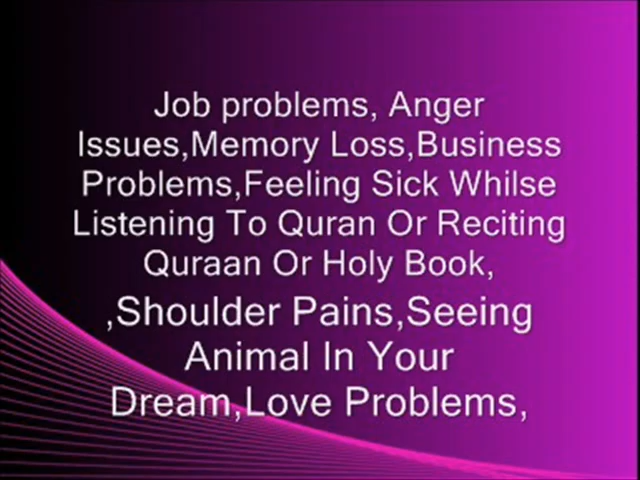 Job problems, Anger
Issues,Memory Loss,Business
Problems,Feeling Sick Whilse
Listening To Quran Or Reciting
Quraan Or Holy Book,
,Shoulder Pains,Seeing
Animal In Your
Dream,Love Problems,